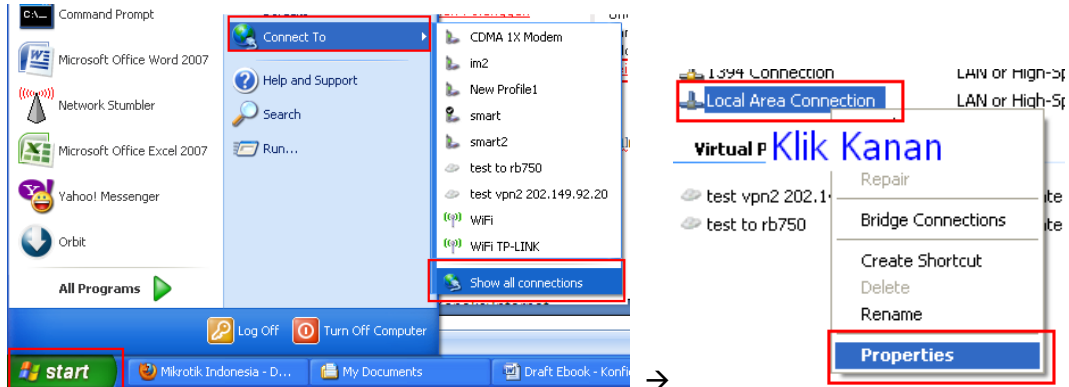 Command Prompt
Microsoft Office Word 2007
Network Stumbler
Microsoft Office Excel 2007
Yahoo! Messenger
Orbit
All Programs
Connect To
Help and Support
Search
Run...
CDMA 1X Modem
im2
New Profile1
smart
smart2
test to rb750
test vpn2 202.149.92.20
WiFi
WiFi TP-LINK
Show all connections
Log Off
Turn Off Computer
start
Mikrotik Indonesia - D...
My Documents
Draft Ebook - Konfi
→
1394 Connection LAN or High-Sp
Local Area Connection LAN or High-Sp
Virtual P
Klik Kanan
test vpn2 202.1
test to rb750
Repair
Bridge Connections
Create Shortcut
Delete
Rename
Properties